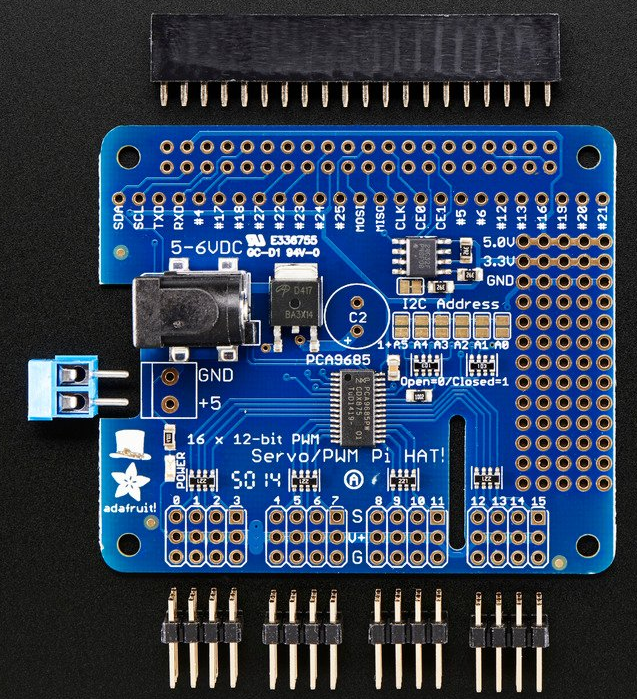 SDA SCL TXD RXD #4 #17 #18 #27 #22 #23 #24 #25 MOSI MISO CLK CE0 CE1 #5 #6 #12 #13 #16 #19 #20 #21
5-6VDC
E336755
GC-D1 94V-0
5.0V
3.3V
GND
D417
BA3X14
C2
+
I2C Address
1→A5 A4 A3 A2 A1 A0
PCA9685
Open=0/Closed=1
GND
+5
PCA9685PW
16 x 12-bit PWM
Servo/PWM Pi HAT!
POWER
5014
adafruit!
0 1 2 3 4 5 6 7 8 9 10 11 12 13 14 15
S
V+
G